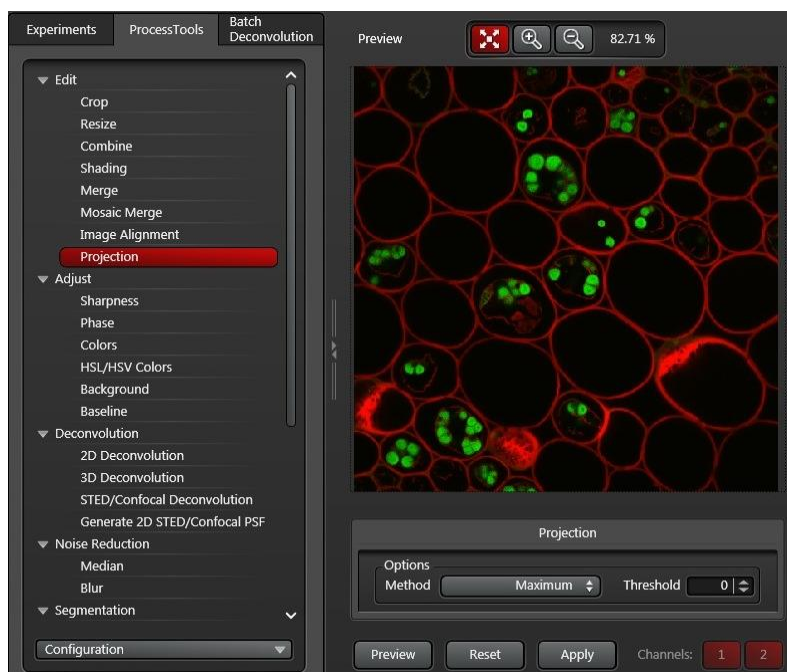 Experiments
ProcessTools
Batch
Deconvolution
Edit
Crop
Resize
Combine
Shading
Merge
Mosaic Merge
Image Alignment
Projection
Adjust
Sharpness
Phase
Colors
HSL/HSV Colors
Background
Baseline
Deconvolution
2D Deconvolution
3D Deconvolution
STED/Confocal Deconvolution
Generate 2D STED/Confocal PSF
Noise Reduction
Median
Blur
Segmentation
Configuration
Preview
82.71 %
Projection
Options
Method Maximum Threshold 0
Preview Reset Apply Channels: 1 2